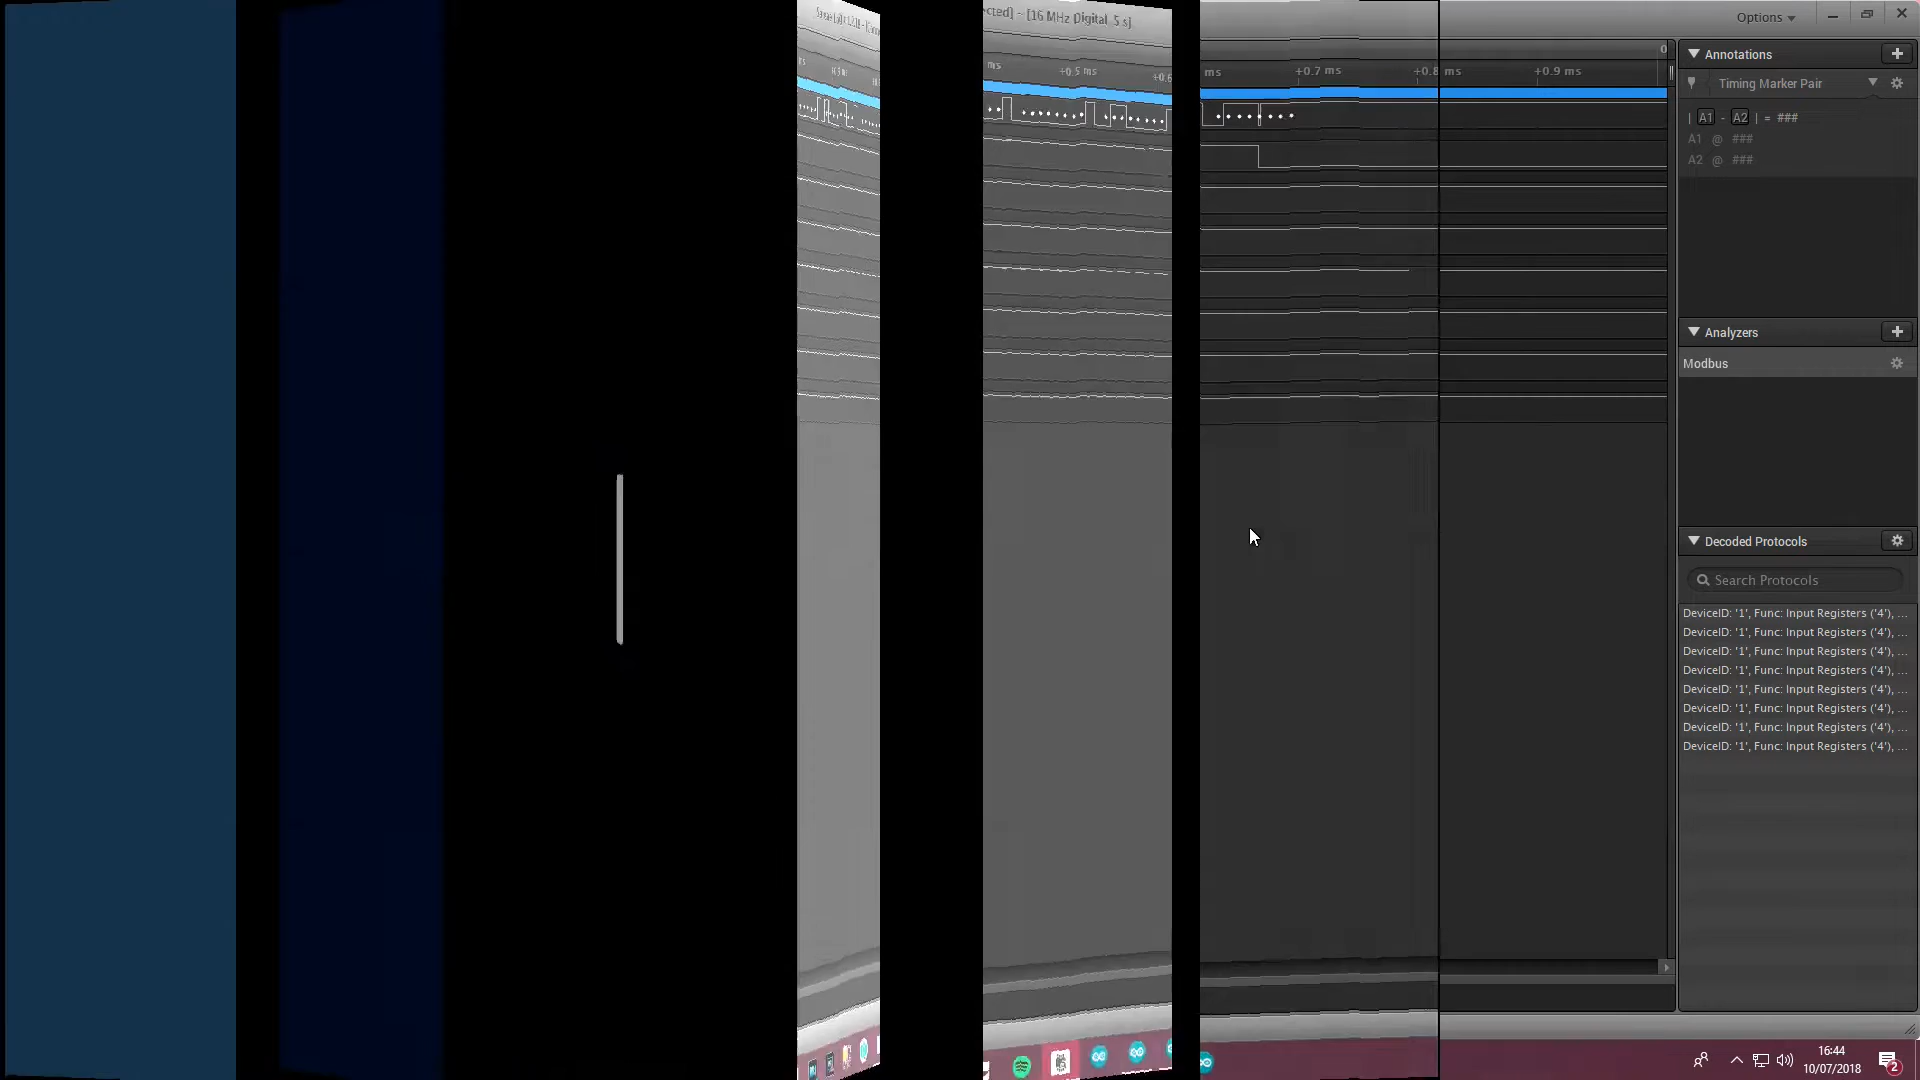 ected] - [16 MHz Digital, 5 s]
Options
0
ms
+0.5 ms
+0.6
ms
+0.7 ms
+0.8 ms
+0.9 ms
Annotations
Timing Marker Pair
| A1 - A2 | = ###
A1 @ ###
A2 @ ###
Analyzers
Modbus
Decoded Protocols
Search Protocols
DeviceID: '1', Func: Input Registers ('4'), ...
DeviceID: '1', Func: Input Registers ('4'), ...
DeviceID: '1', Func: Input Registers ('4'), ...
DeviceID: '1', Func: Input Registers ('4'), ...
DeviceID: '1', Func: Input Registers ('4'), ...
DeviceID: '1', Func: Input Registers ('4'), ...
DeviceID: '1', Func: Input Registers ('4'), ...
DeviceID: '1', Func: Input Registers ('4'), ...
16:44
10/07/2018
2